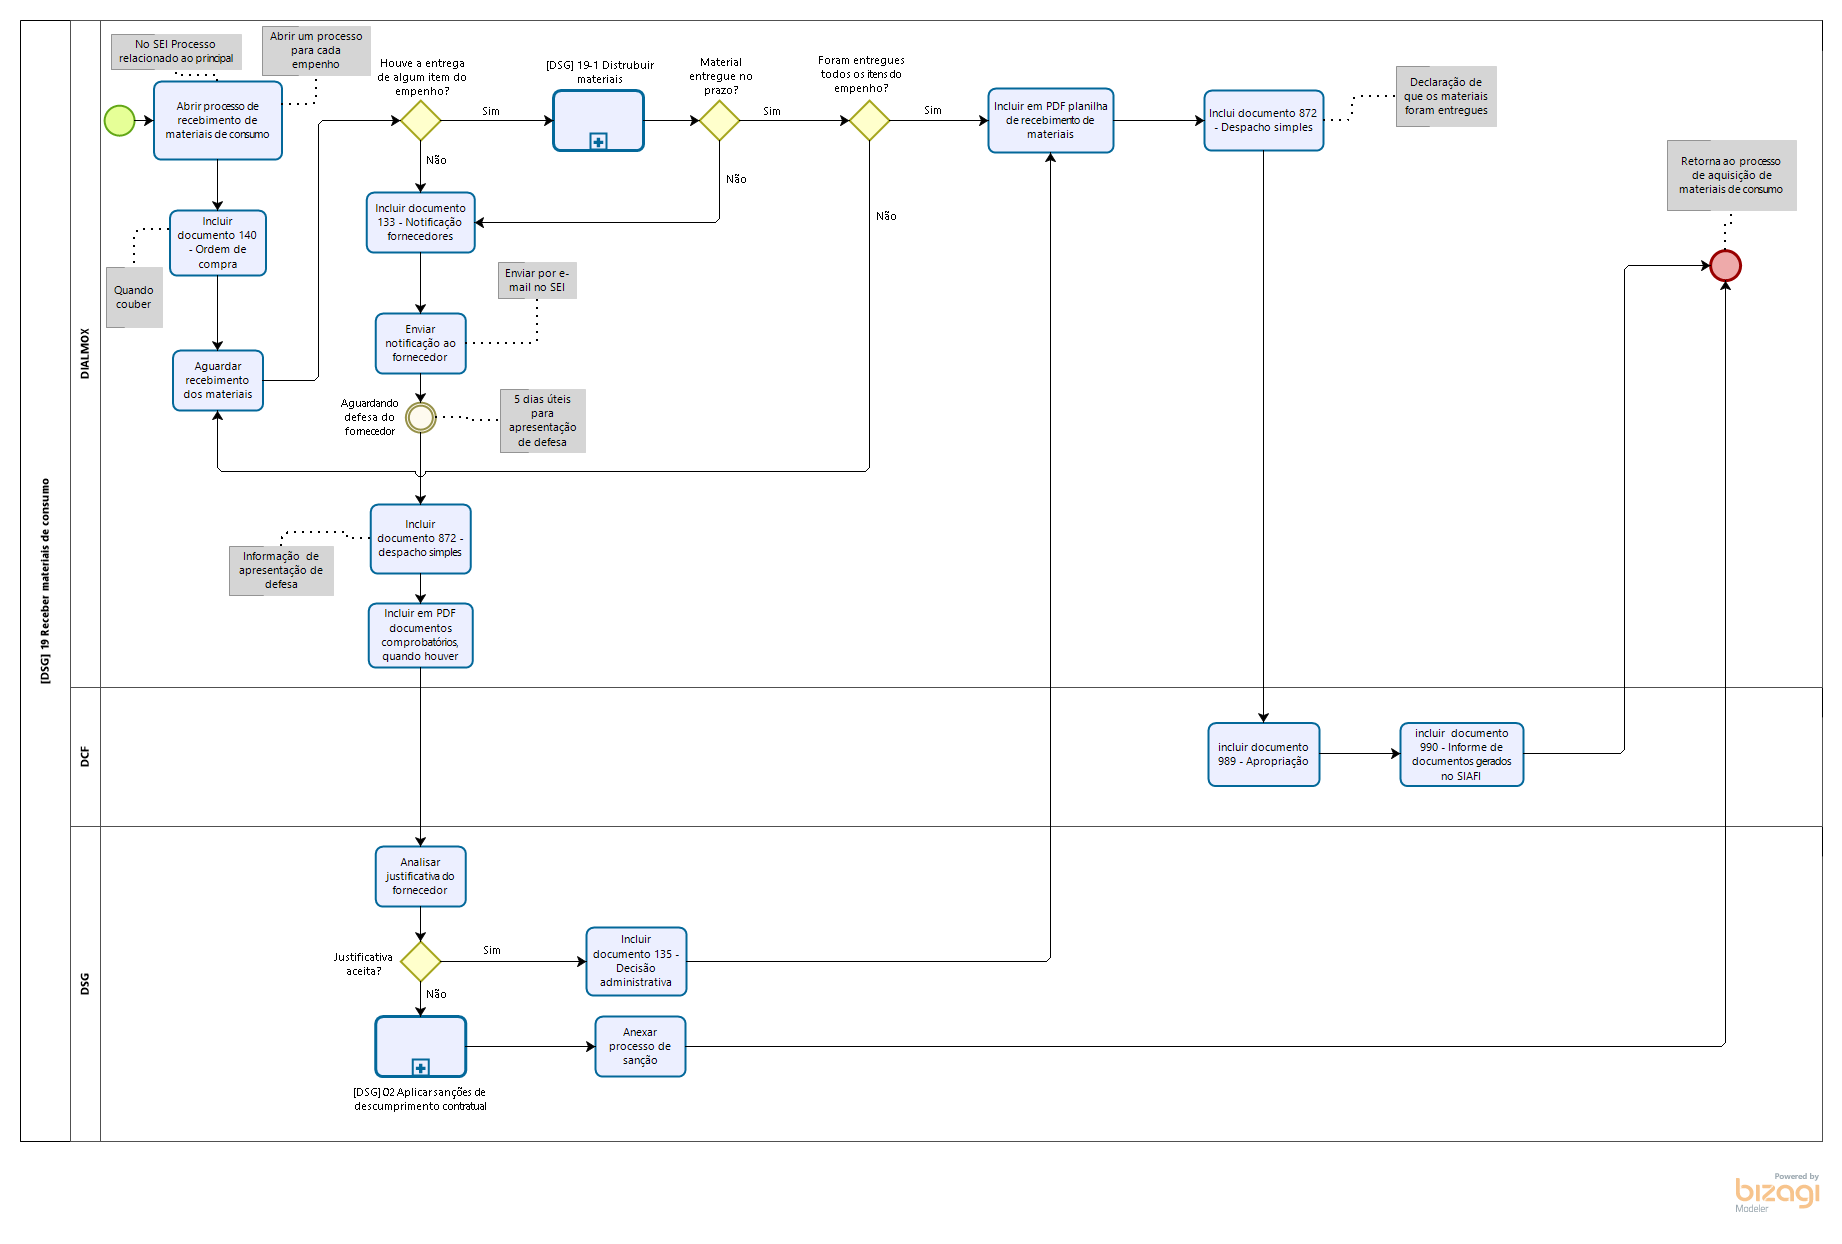 [DSG] 19 Receber materiais de consumo
DIALMOX
No SEI Processo
relacionado ao principal
Abrir um processo
para cada
empenho
Abrir processo de
recebimento de
materiais de consumo
Incluir
documento 140
- Ordem de
compra
Quando
couber
Aguardar
recebimento
dos materiais
Houve a entrega
de algum item do
empenho?
Sim
Não
[DSG] 19-1 Distrubuir
materiais
Material
entregue no
prazo?
Sim
Não
Foram entregues
todos os itens do
empenho?
Sim
Não
Incluir em PDF planilha
de recebimento de
materiais
Inclui documento 872
- Despacho simples
Declaração de
que os materiais
foram entregues
Retorna ao processo
de aquisição de
materiais de consumo
Incluir documento
133 - Notificação
fornecedores
Enviar por e-
mail no SEI
Enviar
notificação ao
fornecedor
Aguardando
defesa do
fornecedor
5 dias úteis
para
apresentação
de defesa
Incluir
documento 872 -
despacho simples
Informação de
apresentação de
defesa
Incluir em PDF
documentos
comprobatórios,
quando houver
DCF
incluir documento
989 - Apropriação
incluir documento
990 - Informe de
documentos gerados
no SIAFI
DSG
Analisar
justificativa do
fornecedor
Justificativa
aceita?
Sim
Não
Incluir
documento 135 -
Decisão
administrativa
[DSG] 02 Aplicar sanções de
descumprimento contratual
Anexar
processo de
sanção
Powered by
bizagi
Modeler